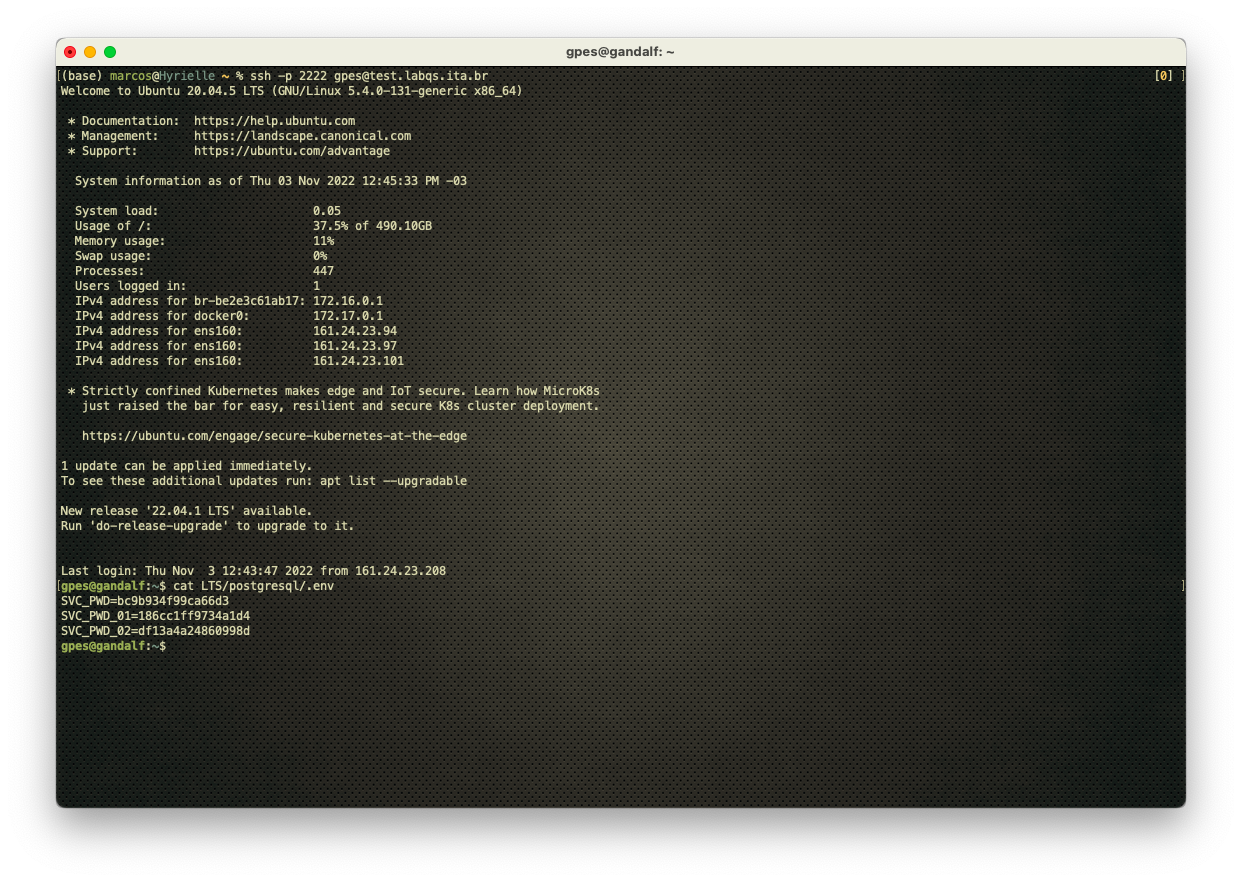 gpes@gandalf: ~
[(base) marcos@Hyrielle ~ % ssh -p 2222 gpes@test.labqs.ita.br [0] ]
Welcome to Ubuntu 20.04.5 LTS (GNU/Linux 5.4.0-131-generic x86_64)
* Documentation: https://help.ubuntu.com
* Management: https://landscape.canonical.com
* Support: https://ubuntu.com/advantage
System information as of Thu 03 Nov 2022 12:45:33 PM -03
System load: 0.05
Usage of /: 37.5% of 490.10GB
Memory usage: 11%
Swap usage: 0%
Processes: 447
Users logged in: 1
IPv4 address for br-be2e3c61ab17: 172.16.0.1
IPv4 address for docker0: 172.17.0.1
IPv4 address for ens160: 161.24.23.94
IPv4 address for ens160: 161.24.23.97
IPv4 address for ens160: 161.24.23.101
* Strictly confined Kubernetes makes edge and IoT secure. Learn how MicroK8s
just raised the bar for easy, resilient and secure K8s cluster deployment.
https://ubuntu.com/engage/secure-kubernetes-at-the-edge
1 update can be applied immediately.
To see these additional updates run: apt list --upgradable
New release '22.04.1 LTS' available.
Run 'do-release-upgrade' to upgrade to it.
Last login: Thu Nov  3 12:43:47 2022 from 161.24.23.208
[gpes@gandalf:~$ cat LTS/postgresql/.env ]
SVC_PWD=bc9b934f99ca66d3
SVC_PWD_01=186cc1ff9734a1d4
SVC_PWD_02=df13a4a24860998d
gpes@gandalf:~$